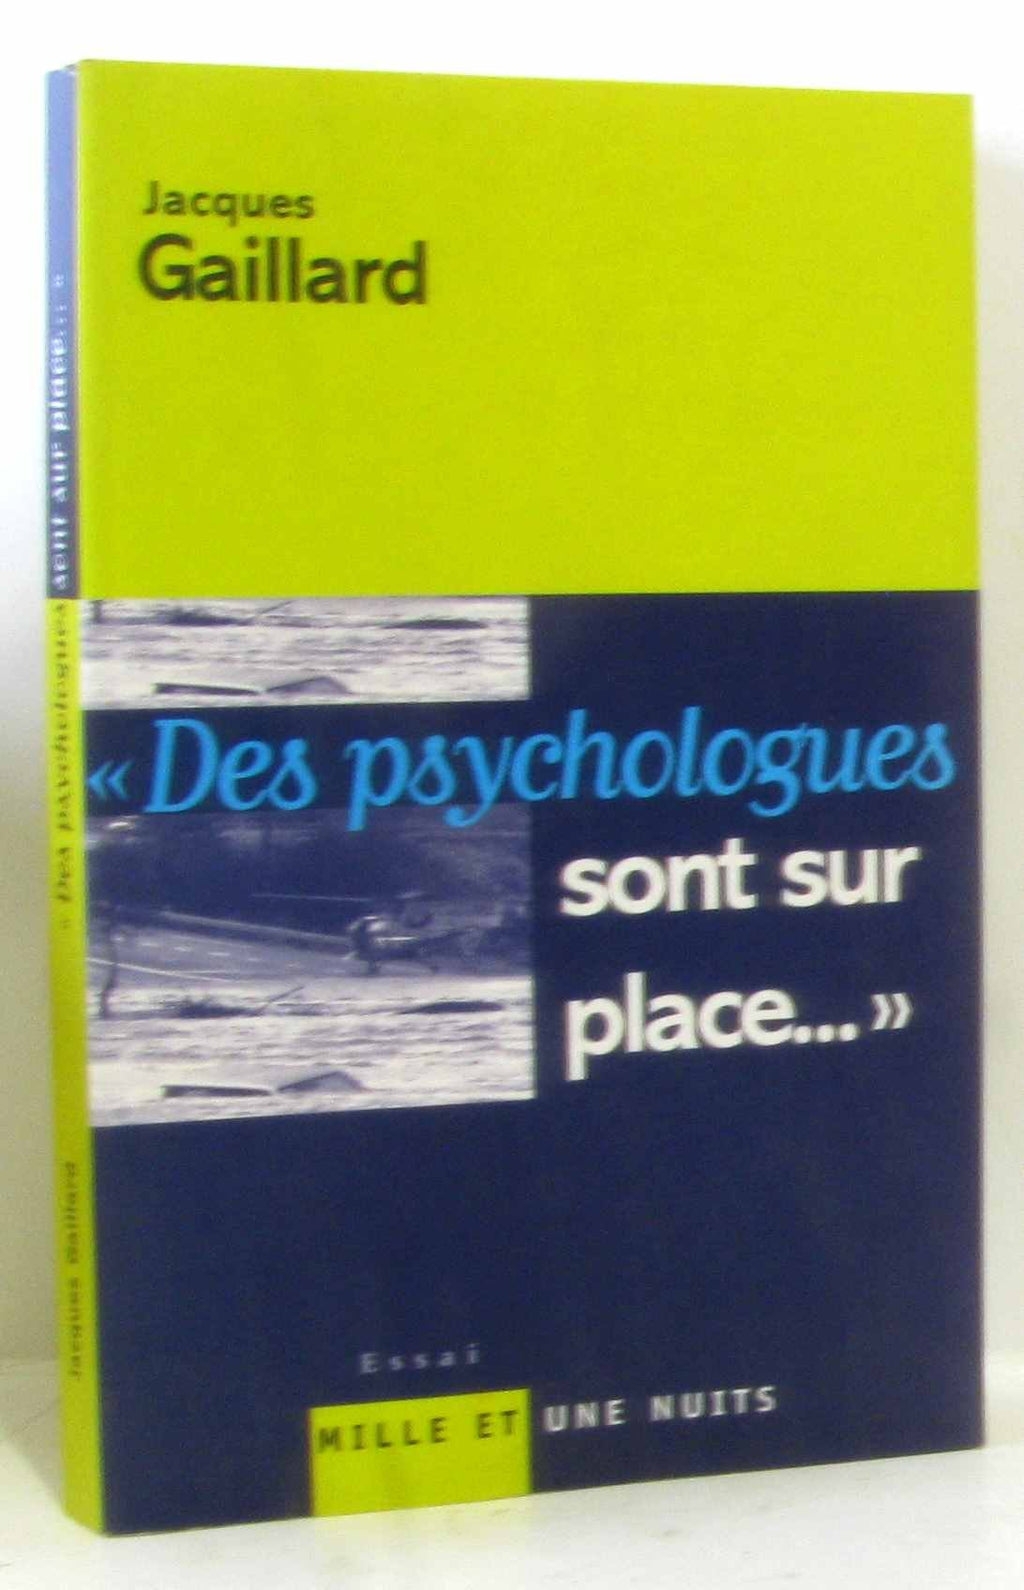 Jacques
Gaillard
« Des psychologues
sont sur
place... »
Essai
MILLE ET UNE NUITS
« Des psychologues sont sur place... »
Jacques Gaillard